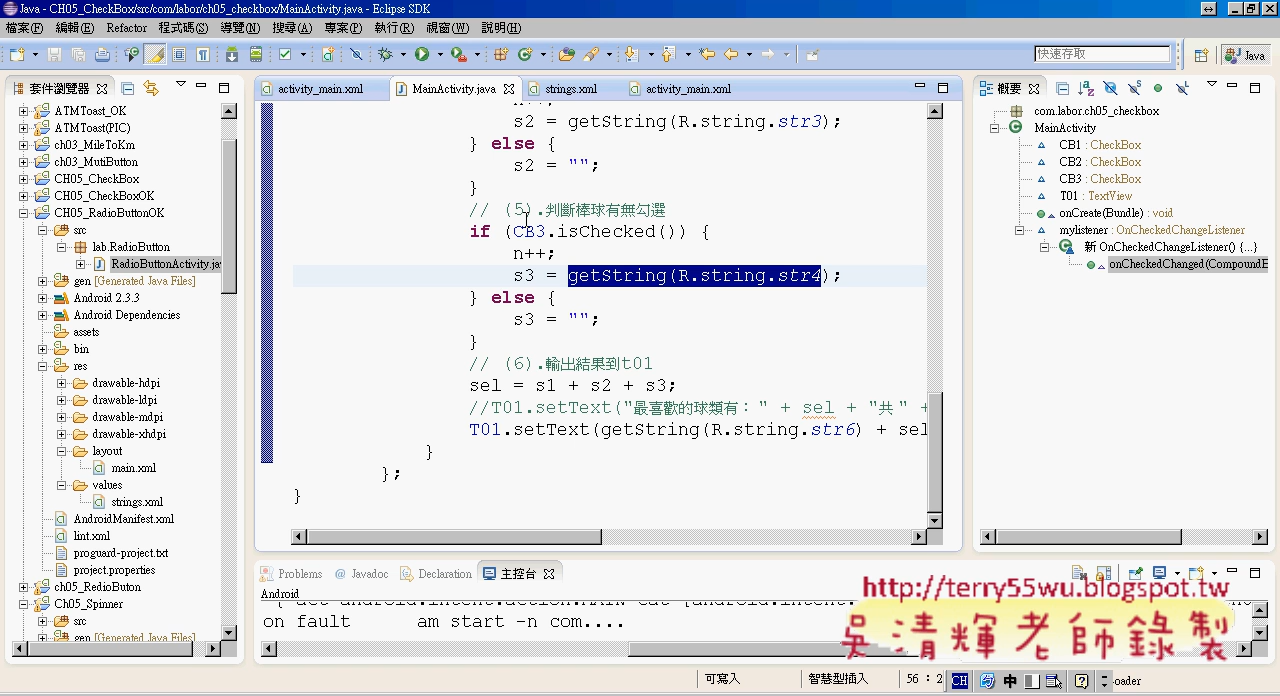 Java - CH05_CheckBox/src/com/labor/ch05_checkbox/MainActivity.java - Eclipse SDK
檔案(F) 編輯(E) Refactor 程式碼(S) 導覽(N) 搜尋(A) 專案(P) 執行(R) 視窗(W) 說明(H)
快速存取
Java
套件瀏覽器
ATMToast_OK
ATMToast(PIC)
ch03_MileToKm
ch03_MutiButton
CH05_CheckBox
CH05_CheckBoxOK
CH05_RadioButtonOK
src
lab.RadioButton
RadioButtonActivity.jav
gen [Generated Java Files]
Android 2.3.3
Android Dependencies
assets
bin
res
drawable-hdpi
drawable-ldpi
drawable-mdpi
drawable-xhdpi
layout
main.xml
values
strings.xml
AndroidManifest.xml
lint.xml
proguard-project.txt
project.properties
ch05_RedioButon
Ch05_Spinner
src
gen [Generated Java Files]
activity_main.xml MainActivity.java strings.xml activity_main.xml
n++;
s2 = getString(R.string.str3);
} else {
s2 = "";
}
// (5).判斷棒球有無勾選
if (CB3.isChecked()) {
n++;
s3 = getString(R.string.str4);
} else {
s3 = "";
}
// (6).輸出結果到t01
sel = s1 + s2 + s3;
//T01.setText("最喜歡的球類有：" + sel + "共" +
T01.setText(getString(R.string.str6) + sel
}
};
}
概要
com.labor.ch05_checkbox
MainActivity
CB1 : CheckBox
CB2 : CheckBox
CB3 : CheckBox
T01 : TextView
onCreate(Bundle) : void
mylistener : OnCheckedChangeListener
新 OnCheckedChangeListener() {...}
onCheckedChanged(CompoundB
Problems @ Javadoc Declaration 主控台
Android
on fault am start -n com....
http://terry55wu.blogspot.tw
吳清輝老師錄製
可寫入 智慧型插入 56 : 2 CH 中 oader